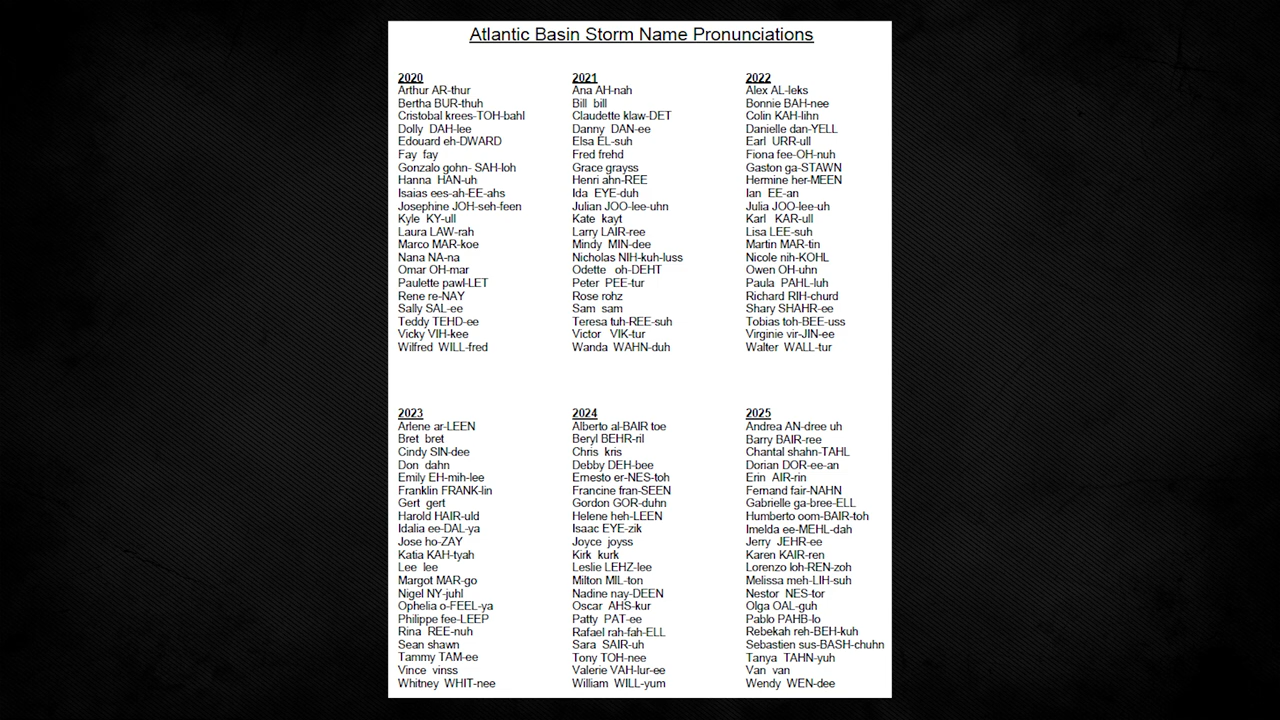 Atlantic Basin Storm Name Pronunciations
2020
Arthur AR-thur
Bertha BUR-thuh
Cristobal krees-TOH-bahl
Dolly DAH-lee
Edouard eh-DWARD
Fay fay
Gonzalo gohn- SAH-loh
Hanna HAN-uh
Isaias ees-ah-EE-ahs
Josephine JOH-seh-feen
Kyle KY-ull
Laura LAW-rah
Marco MAR-koe
Nana NA-na
Omar OH-mar
Paulette pawl-LET
Rene re-NAY
Sally SAL-ee
Teddy TEHD-ee
Vicky VIH-kee
Wilfred WILL-fred
2021
Ana AH-nah
Bill bill
Claudette klaw-DET
Danny DAN-ee
Elsa EL-suh
Fred frehd
Grace grayss
Henri ahn-REE
Ida EYE-duh
Julian JOO-lee-uhn
Kate kayt
Larry LAIR-ree
Mindy MIN-dee
Nicholas NIH-kuh-luss
Odette oh-DEHT
Peter PEE-tur
Rose rohz
Sam sam
Teresa tuh-REE-suh
Victor VIK-tur
Wanda WAHN-duh
2022
Alex AL-leks
Bonnie BAH-nee
Colin KAH-lihn
Danielle dan-YELL
Earl URR-ull
Fiona fee-OH-nuh
Gaston ga-STAWN
Hermine her-MEEN
Ian EE-an
Julia JOO-lee-uh
Karl KAR-ull
Lisa LEE-suh
Martin MAR-tin
Nicole nih-KOHL
Owen OH-uhn
Paula PAHL-luh
Richard RIH-churd
Shary SHAHR-ee
Tobias toh-BEE-uss
Virginie vir-JIN-ee
Walter WALL-tur
2023
Arlene ar-LEEN
Bret bret
Cindy SIN-dee
Don dahn
Emily EH-mih-lee
Franklin FRANK-lin
Gert gert
Harold HAIR-uld
Idalia ee-DAL-ya
Jose ho-ZAY
Katia KAH-tyah
Lee lee
Margot MAR-go
Nigel NY-juhl
Ophelia o-FEEL-ya
Philippe fee-LEEP
Rina REE-nuh
Sean shawn
Tammy TAM-ee
Vince vinss
Whitney WHIT-nee
2024
Alberto al-BAIR toe
Beryl BEHR-ril
Chris kris
Debby DEH-bee
Ernesto er-NES-toh
Francine fran-SEEN
Gordon GOR-duhn
Helene heh-LEEN
Isaac EYE-zik
Joyce joyss
Kirk kurk
Leslie LEHZ-lee
Milton MIL-ton
Nadine nay-DEEN
Oscar AHS-kur
Patty PAT-ee
Rafael rah-fah-ELL
Sara SAIR-uh
Tony TOH-nee
Valerie VAH-lur-ee
William WILL-yum
2025
Andrea AN-dree uh
Barry BAIR-ree
Chantal shahn-TAHL
Dorian DOR-ee-an
Erin AIR-rin
Fernand fair-NAHN
Gabrielle ga-bree-ELL
Humberto oom-BAIR-toh
Imelda ee-MEHL-dah
Jerry JEHR-ee
Karen KAIR-ren
Lorenzo loh-REN-zoh
Melissa meh-LIH-suh
Nestor NES-tor
Olga OAL-guh
Pablo PAHB-lo
Rebekah reh-BEH-kuh
Sebastien sus-BASH-chuhn
Tanya TAHN-yuh
Van van
Wendy WEN-dee